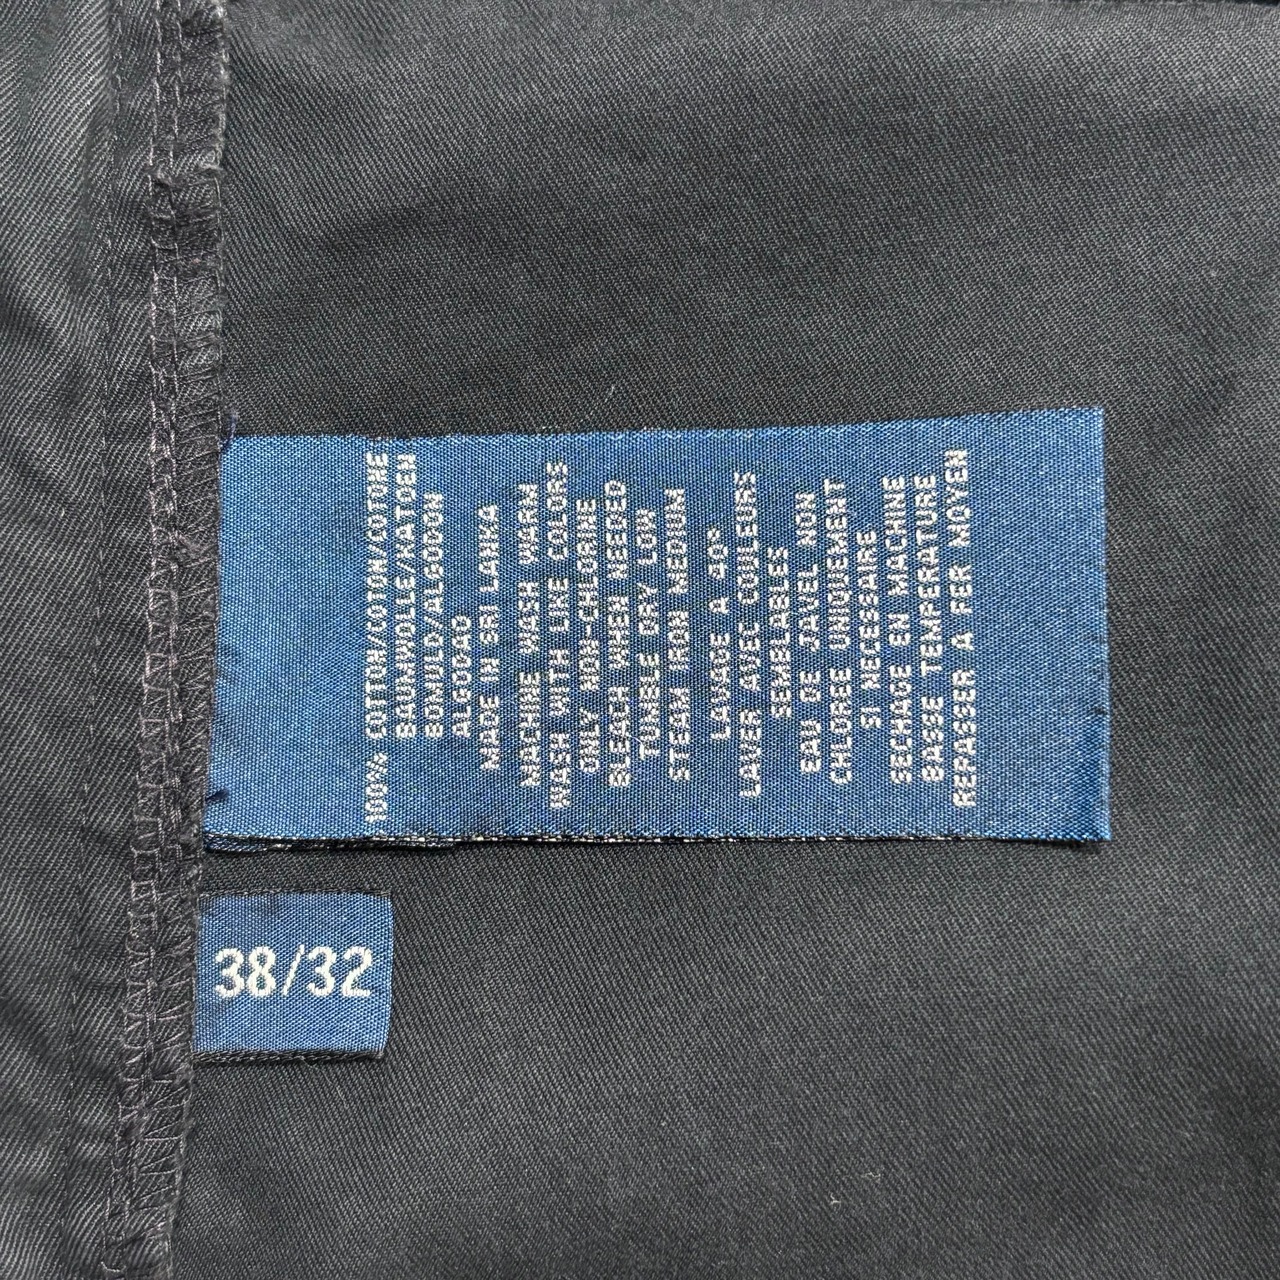 100% COTTON/COTON/COTONE
BAUMWOLLE/KATOEN
BOMULD/ALGODON
ALGODAO
MADE IN SRI LANKA
MACHINE WASH WARM
WASH WITH LIKE COLORS
ONLY NON-CHLORINE
BLEACH WHEN NEEDED
TUMBLE DRY LOW
STEAM IRON MEDIUM
LAVAGE A 40°
LAVER AVEC COULEURS
SEMLABLES
EAU DE JAVEL NON
CHLOREE UNIQUEMENT
SI NECESSAIRE
SECHAGE EN MACHINE
BASSE TEMPERATURE
REPASSER A FER MOYEN
38/32